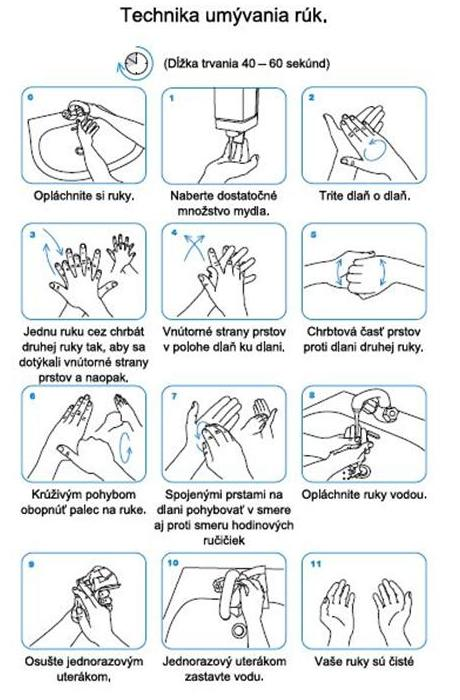 Technika umývania rúk.
(Dĺžka trvania 40 – 60 sekúnd)
0
Opláchnite si ruky.
1
Naberte dostatočné
množstvo mydla.
2
Trite dlaň o dlaň.
3
Jednu ruku cez chrbát
druhej ruky tak, aby sa
dotýkali vnútorné strany
prstov a naopak.
4
Vnútorné strany prstov
v polohe dlaň ku dlani.
5
Chrbtová časť prstov
proti dlani druhej ruky.
6
Krúživým pohybom
obopnúť palec na ruke.
7
Spojenými prstami na
dlani pohybovať v smere
aj proti smeru hodinových
ručičiek
8
Opláchnite ruky vodou.
9
Osušte jednorazovým
uterákom,
10
Jednorazový uterákom
zastavte vodu.
11
Vaše ruky sú čisté